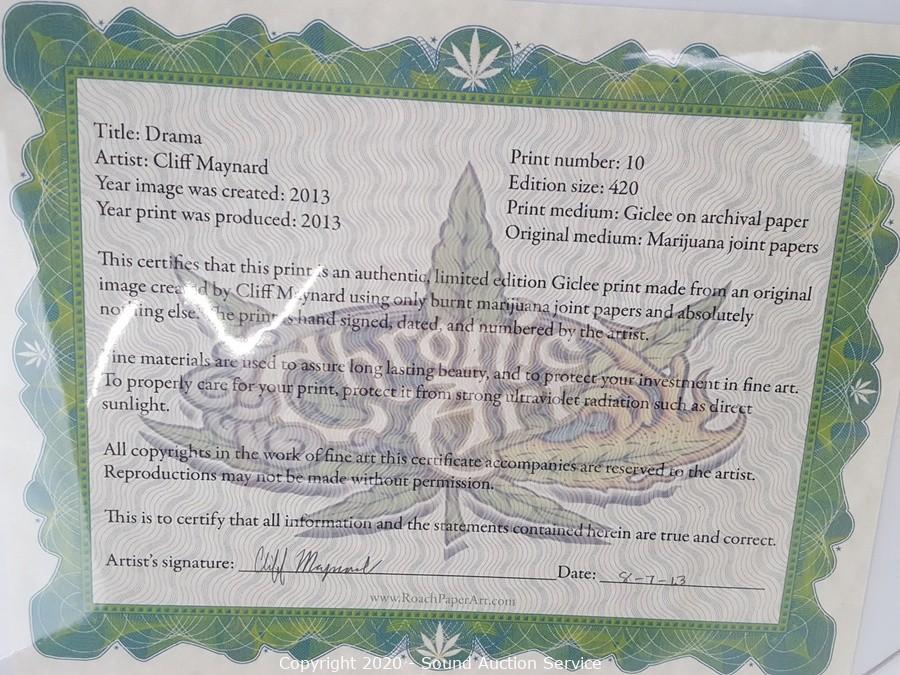 Title: Drama
Artist: Cliff Maynard
Year image was created: 2013
Year print was produced: 2013
Print number: 10
Edition size: 420
Print medium: Giclee on archival paper
Original medium: Marijuana joint papers
This certifies that this print is an authentic, limited edition Giclee print made from an original
image created by Cliff Maynard using only burnt marijuana joint papers and absolutely
nothing else. The print is hand signed, dated, and numbered by the artist.
Fine materials are used to assure long lasting beauty, and to protect your investment in fine art.
To properly care for your print, protect it from strong ultraviolet radiation such as direct
sunlight.
All copyrights in the work of fine art this certificate accompanies are reserved to the artist.
Reproductions may not be made without permission.
This is to certify that all information and the statements contained herein are true and correct.
Artist's signature: Cliff Maynard Date: 8-7-13
www.RoachPaperArt.com
Chronic Art
Copyright 2020 - Sound Auction Service